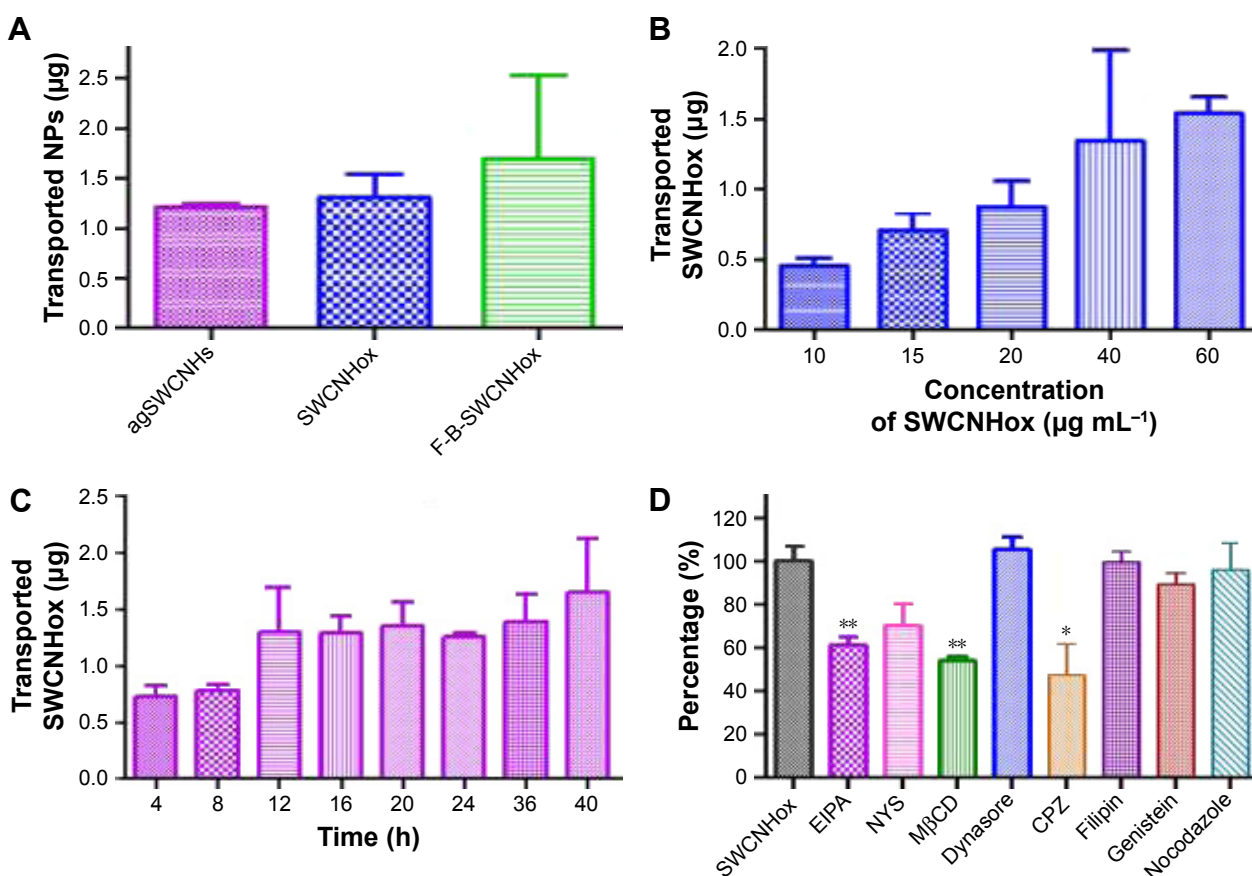 A
Transported NPs (µg)
2.5
2.0
1.5
1.0
0.5
0.0
agSWCNHs
SWCNHox
F-B-SWCNHox
B
Transported
SWCNHox (µg)
2.0
1.5
1.0
0.5
0.0
10 15 20 40 60
Concentration
of SWCNHox (µg mL⁻¹)
C
Transported
SWCNHox (µg)
2.5
2.0
1.5
1.0
0.5
0.0
4 8 12 16 20 24 36 40
Time (h)
D
Percentage (%)
120
100
80
60
40
20
0
**
**
*
SWCNHox
EIPA
NYS
MβCD
Dynasore
CPZ
Filipin
Genistein
Nocodazole